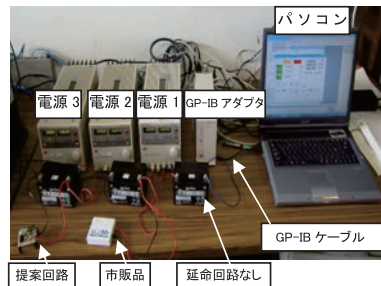 パソコン
電源 3
電源 2
電源 1
GP-IB アダプタ
GP-IB ケーブル
提案回路
市販品
延命回路なし